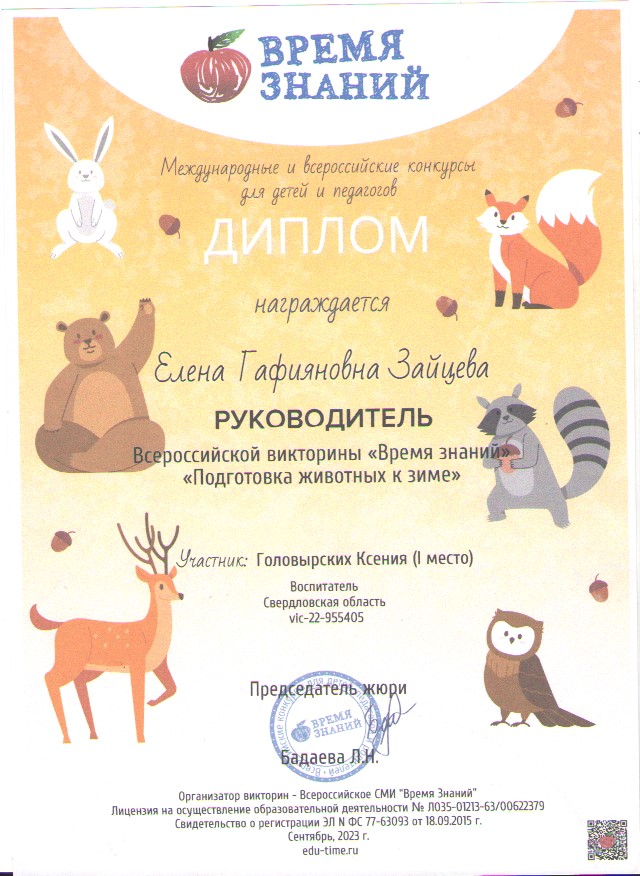 ВРЕМЯ
ЗНАНИЙ
Международные и всероссийские конкурсы
для детей и педагогов
ДИПЛОМ
награждается
Елена Гафияновна Зайцева
РУКОВОДИТЕЛЬ
Всероссийской викторины «Время знаний»
«Подготовка животных к зиме»
Участник: Головырских Ксения (I место)
Воспитатель
Свердловская область
vic-22-955405
Председатель жюри
ВРЕМЯ
ЗНАНИЙ
Бадаева Л.Н.
Организатор викторин - Всероссийское СМИ "Время Знаний"
Лицензия на осуществление образовательной деятельности № Л035-01213-63/00622379
Свидетельство о регистрации ЭЛ N ФС 77-63093 от 18.09.2015 г.
Сентябрь, 2023 г.
edu-time.ru